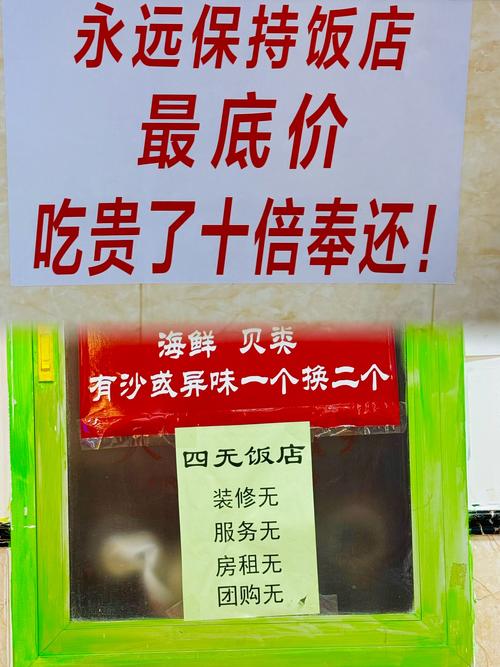 永远保持饭店
最底价
吃贵了十倍奉还!
海鲜 贝类
有沙或异味一个换二个
四无饭店
装修无
服务无
房租无
团购无